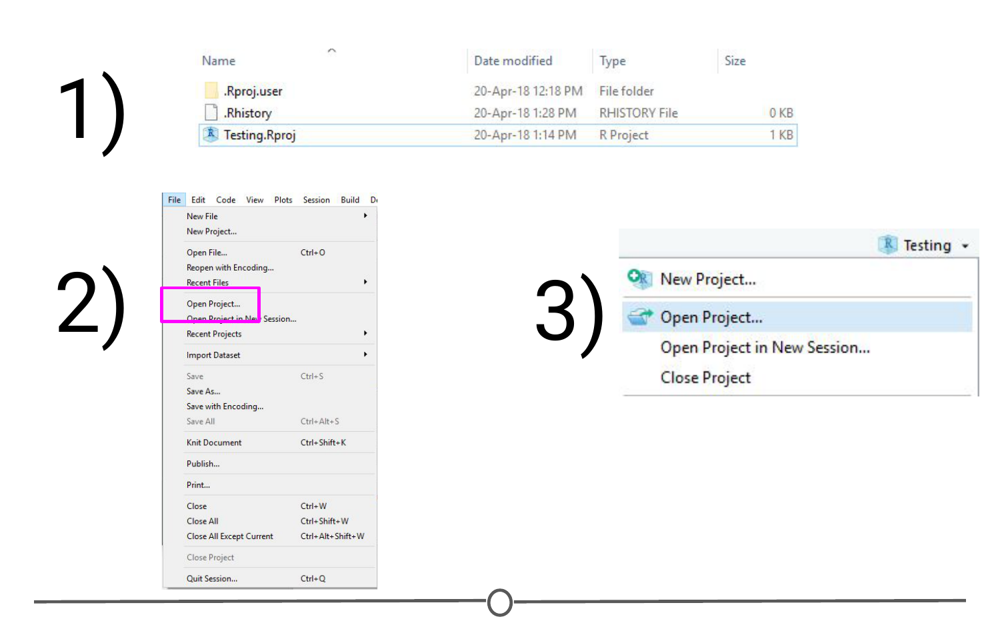 1)
Name Date modified Type Size
.Rproj.user 20-Apr-18 12:18 PM File folder
.Rhistory 20-Apr-18 1:28 PM RHISTORY File 0 KB
Testing.Rproj 20-Apr-18 1:14 PM R Project 1 KB
2)
File Edit Code View Plots Session Build
New File
New Project...
Open File... Ctrl+O
Reopen with Encoding...
Recent Files
Open Project...
Open Project in New Session...
Recent Projects
Import Dataset
Save Ctrl+S
Save As...
Save with Encoding...
Save All Ctrl+Alt+S
Knit Document Ctrl+Shift+K
Publish...
Print...
Close Ctrl+W
Close All Ctrl+Shift+W
Close All Except Current Ctrl+Alt+Shift+W
Close Project
Quit Session... Ctrl+Q
3)
Testing
New Project...
Open Project...
Open Project in New Session...
Close Project